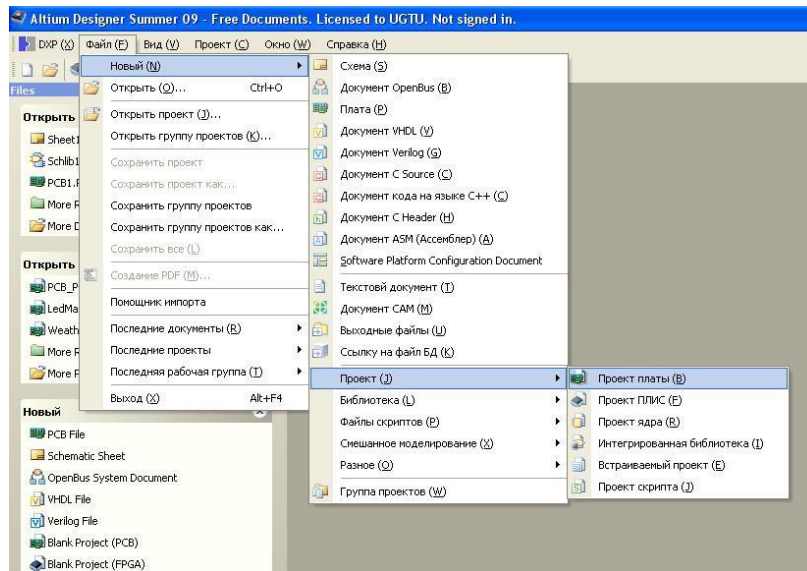 Altium Designer Summer 09 - Free Documents. Licensed to UGTU. Not signed in.
DXP (X) Файл (F) Вид (V) Проект (C) Окно (W) Справка (H)
Files
Открыть
Sheet1
Schlib1
PCB1.
More R
More D
Открыть
PCB_P
LedMa
Weath
More R
More P
Новый
PCB File
Schematic Sheet
OpenBus System Document
VHDL File
Verilog File
Blank Project (PCB)
Blank Project (FPGA)
Новый (N)
Открыть (O)... Ctrl+O
Открыть проект (J)...
Открыть группу проектов (K)...
Сохранить проект
Сохранить проект как...
Сохранить группу проектов
Сохранить группу проектов как...
Сохранить все (L)
Создание PDF (M)...
Помощник импорта
Последние документы (R)
Последние проекты
Последняя рабочая группа (I)
Выход (X) Alt+F4
Схема (S)
Документ OpenBus (B)
Плата (P)
Документ VHDL (V)
Документ Verilog (G)
Документ C Source (C)
Документ кода на языке C++ (C)
Документ C Header (H)
Документ ASM (Ассемблер) (A)
Software Platform Configuration Document
Текстовй документ (T)
Документ CAM (M)
Выходные файлы (U)
Ссылку на файл БД (K)
Проект (J)
Библиотека (L)
Файлы скриптов (P)
Смешанное моделирование (X)
Разное (O)
Группа проектов (W)
Проект платы (B)
Проект ПЛИС (F)
Проект ядра (R)
Интегрированная библиотека (I)
Встраиваемый проект (E)
Проект скрипта (J)